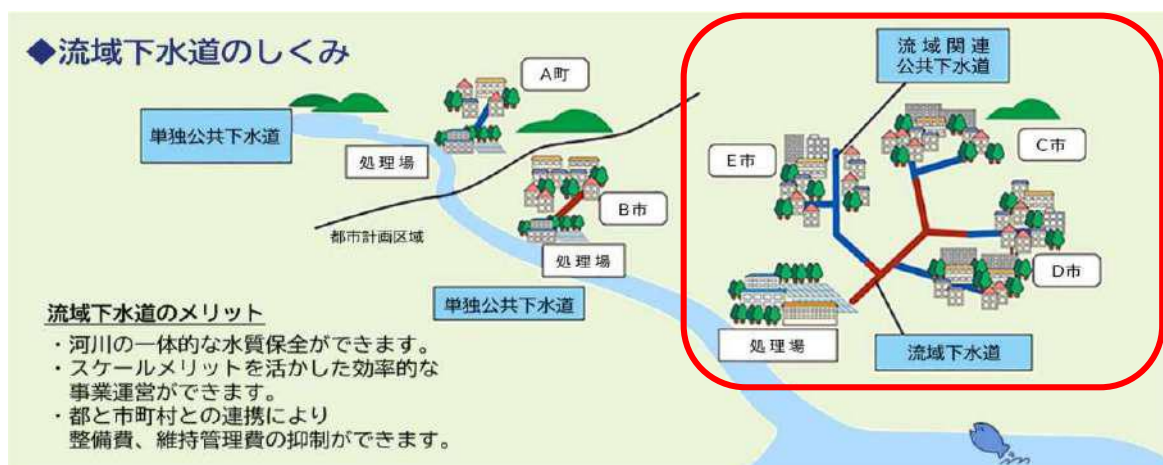 ◆流域下水道のしくみ
A町
単独公共下水道
処理場
B市
都市計画区域
処理場
単独公共下水道
流域関連
公共下水道
C市
E市
D市
処理場
流域下水道
流域下水道のメリット
・河川の一体的な水質保全ができます。
・スケールメリットを活かした効率的な
事業運営ができます。
・都と市町村との連携により
整備費、維持管理費の抑制ができます。